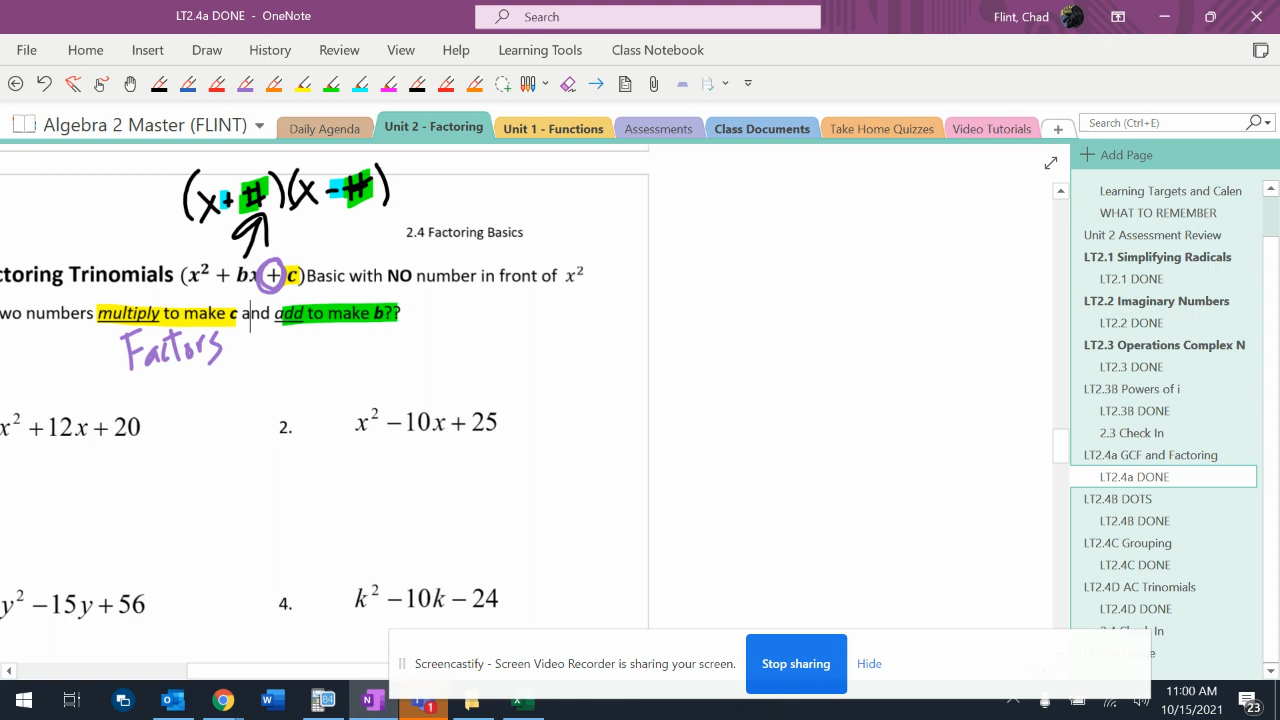 LT2.4a DONE - OneNote
Search
Flint, Chad
File Home Insert Draw History Review View Help Learning Tools Class Notebook
Algebra 2 Master (FLINT)
Daily Agenda Unit 2 - Factoring Unit 1 - Functions Assessments Class Documents Take Home Quizzes Video Tutorials
Search (Ctrl+E)
(x+#)(x-#)
2.4 Factoring Basics
ctoring Trinomials (x² + bx + c)Basic with NO number in front of x²
wo numbers multiply to make c and add to make b??
Factors
x² +12x + 20
2. x² −10x + 25
y² −15y + 56
4. k² −10k − 24
Add Page
Learning Targets and Calen
WHAT TO REMEMBER
Unit 2 Assessment Review
LT2.1 Simplifying Radicals
LT2.1 DONE
LT2.2 Imaginary Numbers
LT2.2 DONE
LT2.3 Operations Complex N
LT2.3 DONE
LT2.3B Powers of i
LT2.3B DONE
2.3 Check In
LT2.4a GCF and Factoring
LT2.4a DONE
LT2.4B DOTS
LT2.4B DONE
LT2.4C Grouping
LT2.4C DONE
LT2.4D AC Trinomials
LT2.4D DONE
2.4 Check In
Screencastify - Screen Video Recorder is sharing your screen.
Stop sharing
Hide
84
1
11:00 AM
10/15/2021
23